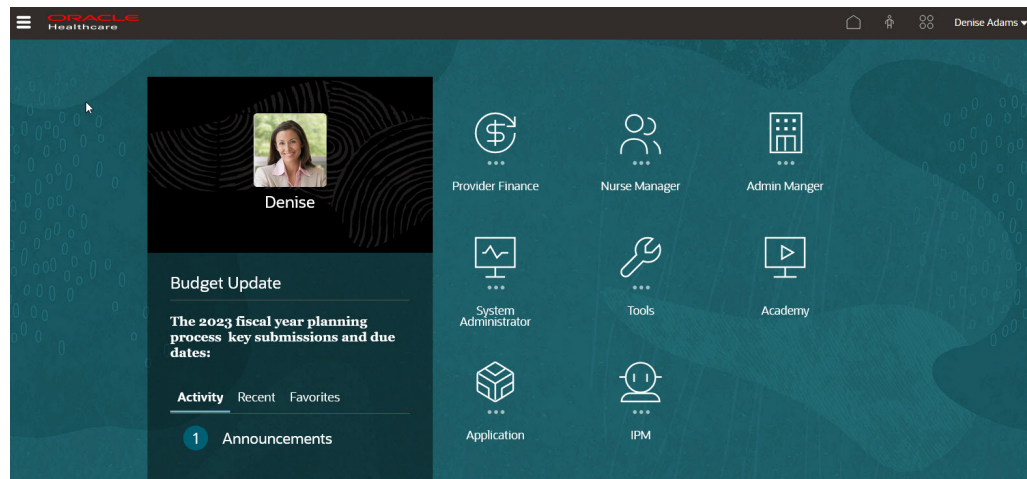 ORACLE
Healthcare
Denise Adams
Denise
Budget Update
The 2023 fiscal year planning
process key submissions and due
dates:
Activity Recent Favorites
1 Announcements
Provider Finance
Nurse Manager
Admin Manger
System
Administrator
Tools
Academy
Application
IPM